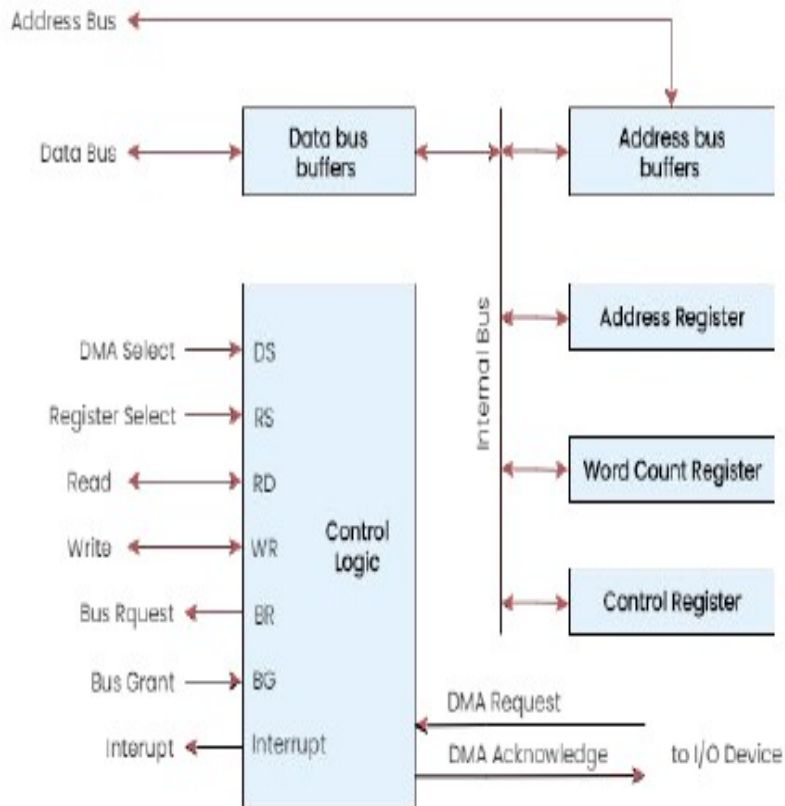 Address Bus
Data Bus
Data bus
buffers
Address bus
buffers
Internal Bus
Address Register
Word Count Register
Control Register
DMA Select
DS
Register Select
RS
Read
RD
Write
WR
Control
Logic
Bus Rquest
BR
Bus Grant
BG
Interupt
Interrupt
DMA Request
DMA Acknowledge
to I/O Device